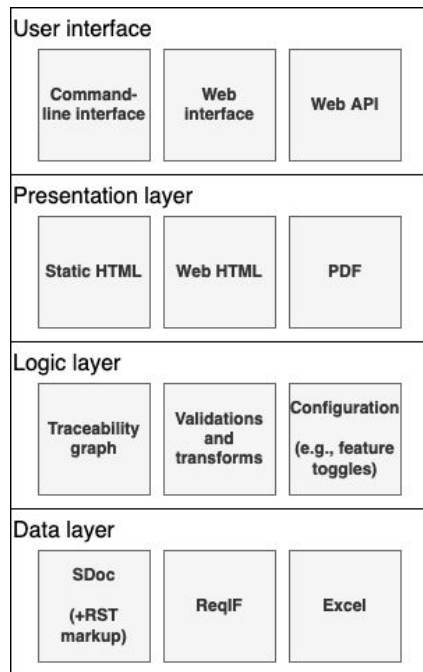 User interface
Command-
line interface
Web
interface
Web API
Presentation layer
Static HTML
Web HTML
PDF
Logic layer
Traceability
graph
Validations
and
transforms
Configuration
(e.g., feature
toggles)
Data layer
SDoc
(+RST
markup)
ReqIF
Excel